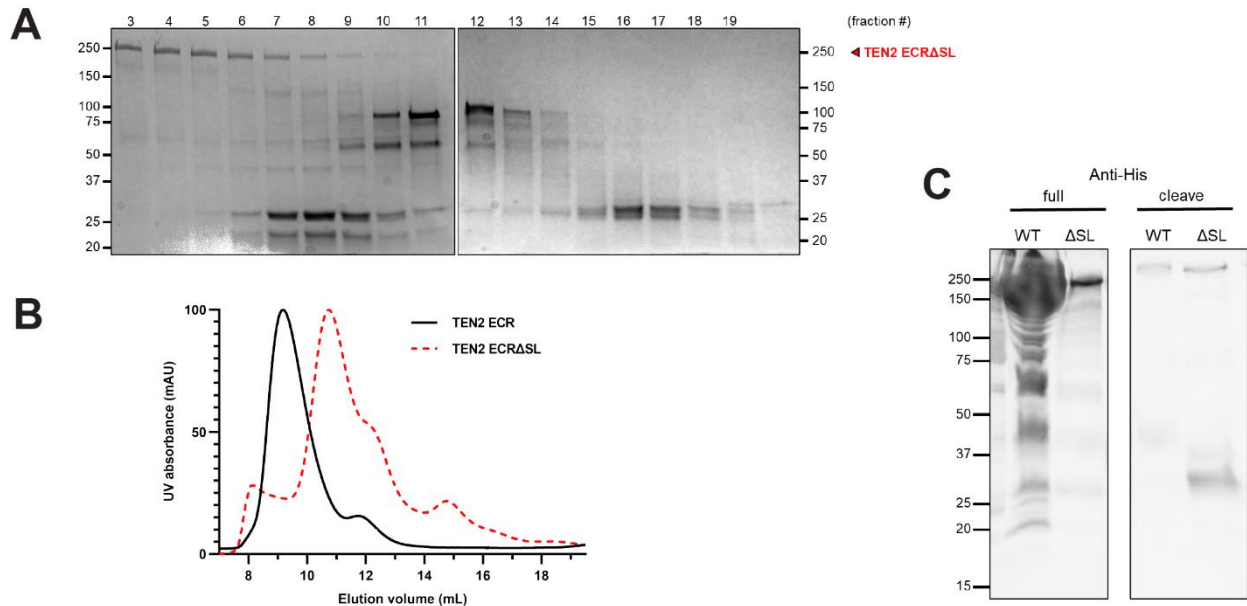 A
3 4 5 6 7 8 9 10 11 12 13 14 15 16 17 18 19 (fraction #)
250
100
75
50
37
25
20
250
150
100
75
50
37
25
20
TEN2 ECRΔSL
B
100
50
0
UV absorbance (mAU)
TEN2 ECR
TEN2 ECRΔSL
8 10 12 14 16 18
Elution volume (mL)
C
Anti-His
full cleave
WT ΔSL WT ΔSL
250
150
100
75
50
37
25
20
15